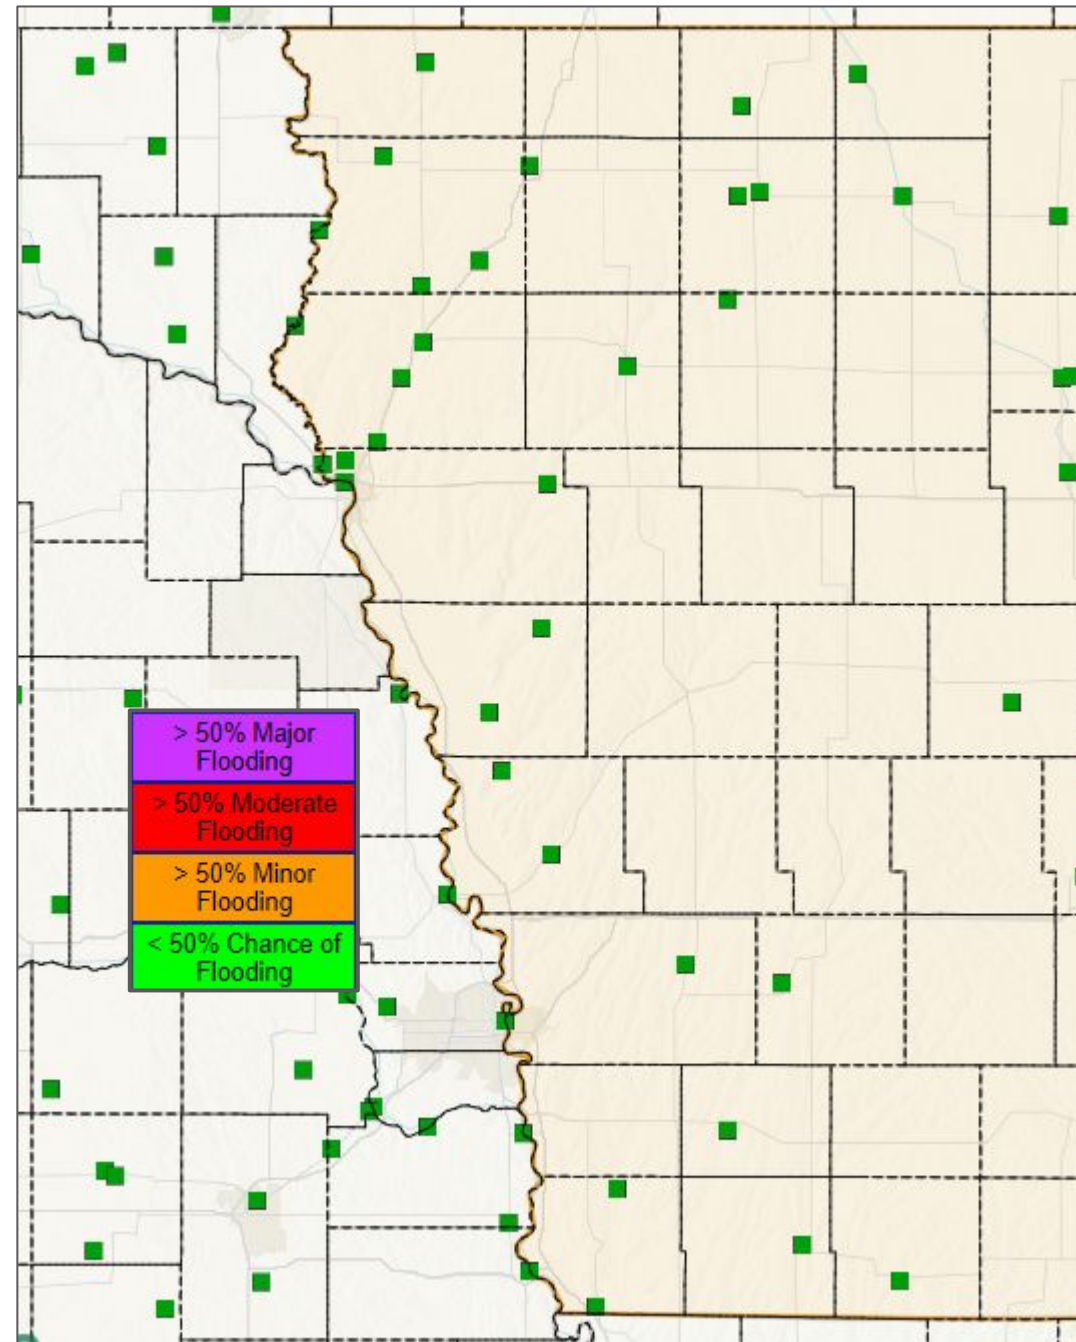 > 50% Major
Flooding
> 50% Moderate
Flooding
> 50% Minor
Flooding
< 50% Chance of
Flooding